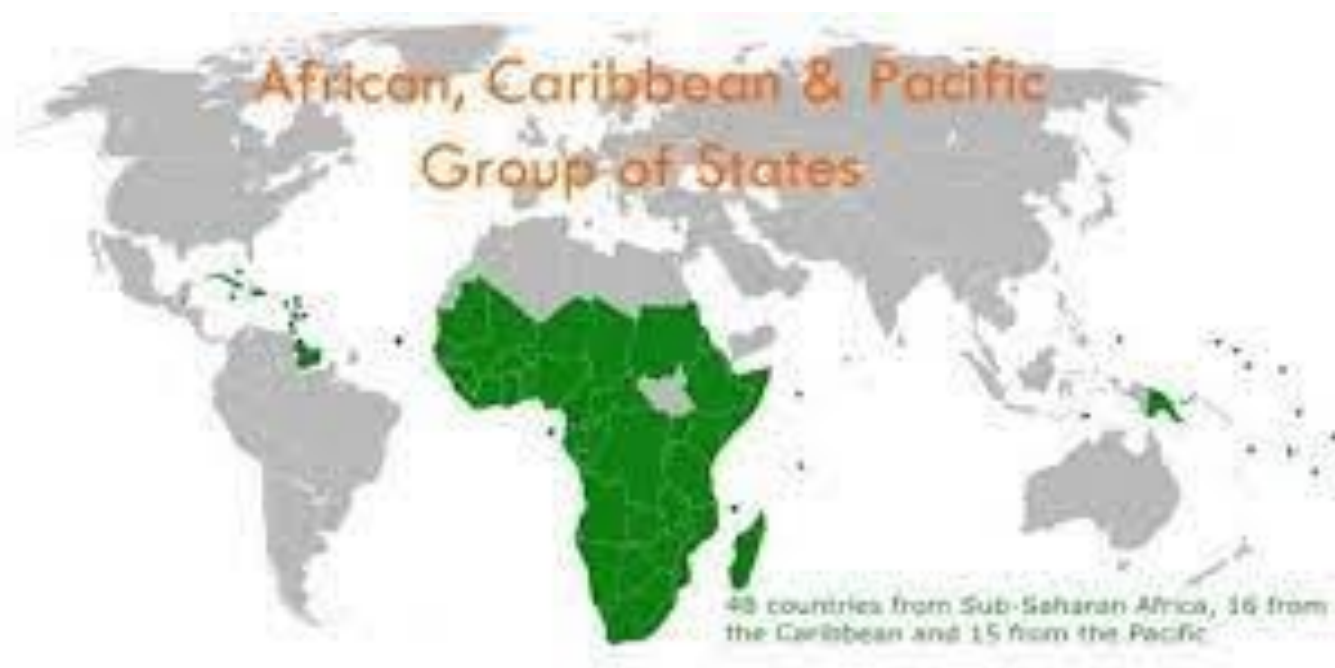 African, Caribbean & Pacific
Group of States
48 countries from Sub-Saharan Africa, 16 from
the Caribbean and 15 from the Pacific